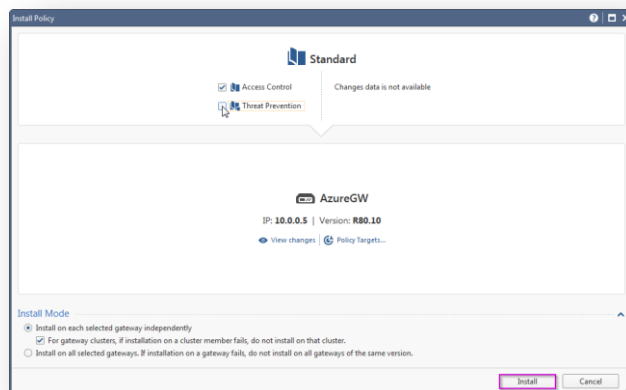 Install Policy
Standard
Access Control
Changes data is not available
Threat Prevention
AzureGW
IP: 10.0.0.5 | Version: R80.10
View changes | Policy Targets...
Install Mode
Install on each selected gateway independently
For gateway clusters, if installation on a cluster member fails, do not install on that cluster.
Install on all selected gateways. If installation on a gateway fails, do not install on all gateways of the same version.
Install Cancel